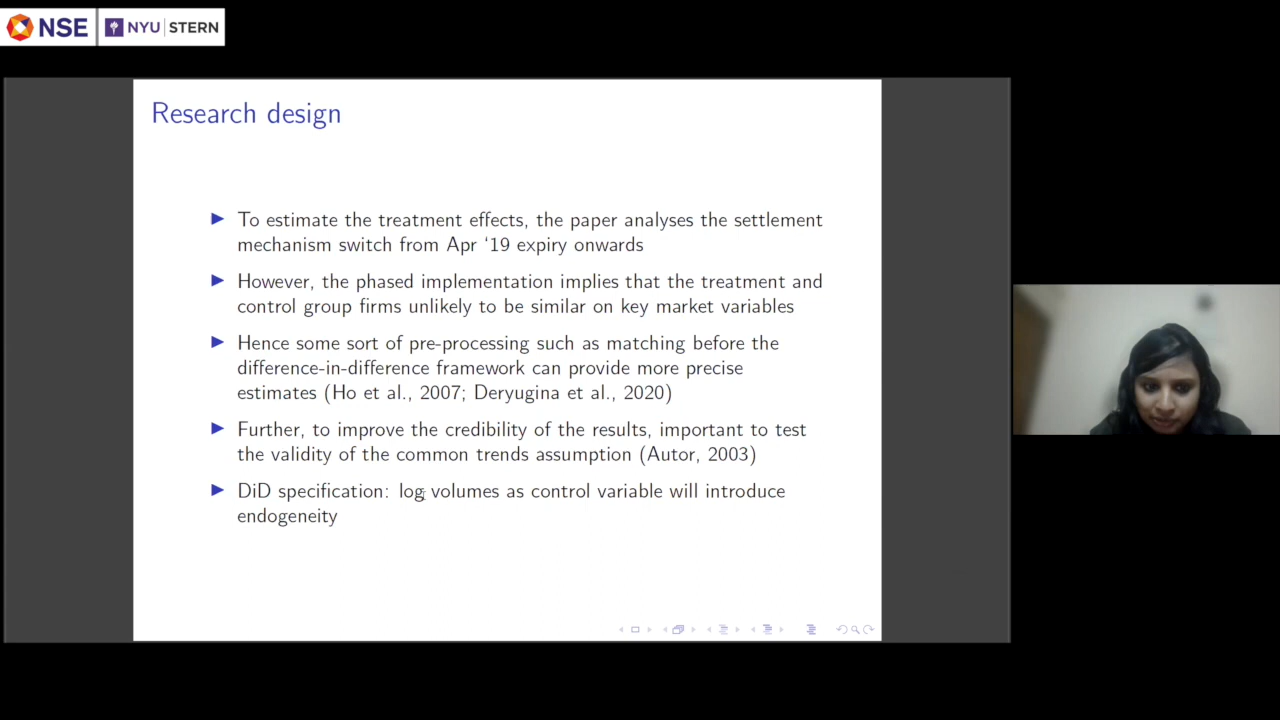 NSE NYU STERN
Research design
▶ To estimate the treatment effects, the paper analyses the settlement
mechanism switch from Apr ‘19 expiry onwards
▶ However, the phased implementation implies that the treatment and
control group firms unlikely to be similar on key market variables
▶ Hence some sort of pre-processing such as matching before the
difference-in-difference framework can provide more precise
estimates (Ho et al., 2007; Deryugina et al., 2020)
▶ Further, to improve the credibility of the results, important to test
the validity of the common trends assumption (Autor, 2003)
▶ DiD specification: log volumes as control variable will introduce
endogeneity